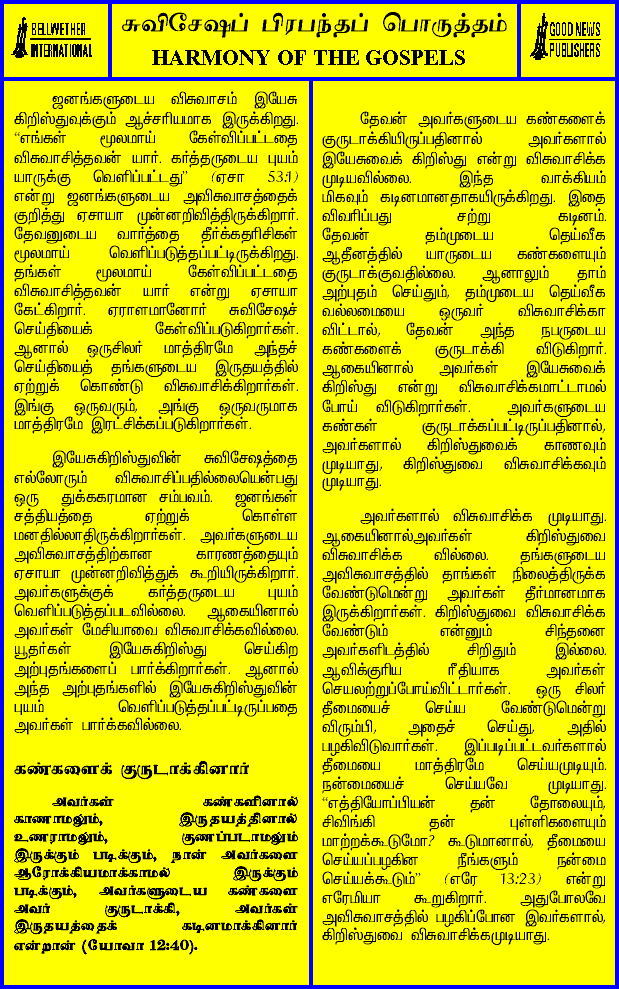 BELLWETHER
INTERNATIONAL
சுவிசேஷப் பிரபந்தப் பொருத்தம்
HARMONY OF THE GOSPELS
GOOD NEWS
PUBLISHERS
ஜனங்களுடைய விசுவாசம் இயேசு
கிறிஸ்துவுக்கும் ஆச்சரியமாக இருக்கிறது.
“எங்கள் மூலமாய் கேள்விப்பட்டதை
விசுவாசித்தவன் யார். கர்த்தருடைய புயம்
யாருக்கு வெளிப்பட்டது” (ஏசா 53:1)
என்று ஜனங்களுடைய அவிசுவாசத்தைக்
குறித்து ஏசாயா முன்னறிவித்திருக்கிறார்.
தேவனுடைய வார்த்தை தீர்க்கதரிசிகள்
மூலமாய் வெளிப்படுத்தப்பட்டிருக்கிறது.
தங்கள் மூலமாய் கேள்விப்பட்டதை
விசுவாசித்தவன் யார் என்று ஏசாயா
கேட்கிறார். ஏராளமானோர் சுவிசேஷச்
செய்தியைக் கேள்விப்படுகிறார்கள்.
ஆனால் ஒருசிலர் மாத்திரமே அந்தச்
செய்தியைத் தங்களுடைய இருதயத்தில்
ஏற்றுக் கொண்டு விசுவாசிக்கிறார்கள்.
இங்கு ஒருவரும், அங்கு ஒருவருமாக
மாத்திரமே இரட்சிக்கப்படுகிறார்கள்.
இயேசுகிறிஸ்துவின் சுவிசேஷத்தை
எல்லோரும் விசுவாசிப்பதில்லையென்பது
ஒரு துக்ககரமான சம்பவம். ஜனங்கள்
சத்தியத்தை ஏற்றுக் கொள்ள
மனதில்லாதிருக்கிறார்கள். அவர்களுடைய
அவிசுவாசத்திற்கான காரணத்தையும்
ஏசாயா முன்னறிவித்துக் கூறியிருக்கிறார்.
அவர்களுக்குக் கர்த்தருடைய புயம்
வெளிப்படுத்தப்படவில்லை. ஆகையினால்
அவர்கள் மேசியாவை விசுவாசிக்கவில்லை.
யூதர்கள் இயேசுகிறிஸ்து செய்கிற
அற்புதங்களைப் பார்க்கிறார்கள். ஆனால்
அந்த அற்புதங்களில் இயேசுகிறிஸ்துவின்
புயம் வெளிப்படுத்தப்பட்டிருப்பதை
அவர்கள் பார்க்கவில்லை.
கண்களைக் குருடாக்கினார்
அவர்கள் கண்களினால்
காணாமலும், இருதயத்தினால்
உணராமலும், குணப்படாமலும்
இருக்கும் படிக்கும், நான் அவர்களை
ஆரோக்கியமாக்காமல் இருக்கும்
படிக்கும், அவர்களுடைய கண்களை
அவர் குருடாக்கி, அவர்கள்
இருதயத்தைக் கடினமாக்கினார்
என்றான் (யோவா 12:40).
தேவன் அவர்களுடைய கண்களைக்
குருடாக்கியிருப்பதினால் அவர்களால்
இயேசுவைக் கிறிஸ்து என்று விசுவாசிக்க
முடியவில்லை. இந்த வாக்கியம்
மிகவும் கடினமானதாகயிருக்கிறது. இதை
விவரிப்பது சற்று கடினம்.
தேவன் தம்முடைய தெய்வீக
ஆதீனத்தில் யாருடைய கண்களையும்
குருடாக்குவதில்லை. ஆனாலும் தாம்
அற்புதம் செய்தும், தம்முடைய தெய்வீக
வல்லமையை ஒருவர் விசுவாசிக்கா
விட்டால், தேவன் அந்த நபருடைய
கண்களைக் குருடாக்கி விடுகிறார்.
ஆகையினால் அவர்கள் இயேசுவைக்
கிறிஸ்து என்று விசுவாசிக்கமாட்டாமல்
போய் விடுகிறார்கள். அவர்களுடைய
கண்கள் குருடாக்கப்பட்டிருப்பதினால்,
அவர்களால் கிறிஸ்துவைக் காணவும்
முடியாது, கிறிஸ்துவை விசுவாசிக்கவும்
முடியாது.
அவர்களால் விசுவாசிக்க முடியாது.
ஆகையினால்அவர்கள் கிறிஸ்துவை
விசுவாசிக்க வில்லை. தங்களுடைய
அவிசுவாசத்தில் தாங்கள் நிலைத்திருக்க
வேண்டுமென்று அவர்கள் தீர்மானமாக
இருக்கிறார்கள். கிறிஸ்துவை விசுவாசிக்க
வேண்டும் என்னும் சிந்தனை
அவர்களிடத்தில் சிறிதும் இல்லை.
ஆவிக்குரிய ரீதியாக அவர்கள்
செயலற்றுப்போய்விட்டார்கள். ஒரு சிலர்
தீமையைச் செய்ய வேண்டுமென்று
விரும்பி, அதைச் செய்து, அதில்
பழகிவிடுவார்கள். இப்படிப்பட்டவர்களால்
தீமையை மாத்திரமே செய்யமுடியும்.
நன்மையைச் செய்யவே முடியாது.
“எத்தியோப்பியன் தன் தோலையும்,
சிவிங்கி தன் புள்ளிகளையும்
மாற்றக்கூடுமோ? கூடுமானால், தீமையை
செய்யப்பழகின நீங்களும் நன்மை
செய்யக்கூடும்” (எரே 13:23) என்று
எரேமியா கூறுகிறார். அதுபோலவே
அவிசுவாசத்தில் பழகிப்போன இவர்களால்,
கிறிஸ்துவை விசுவாசிக்கமுடியாது.